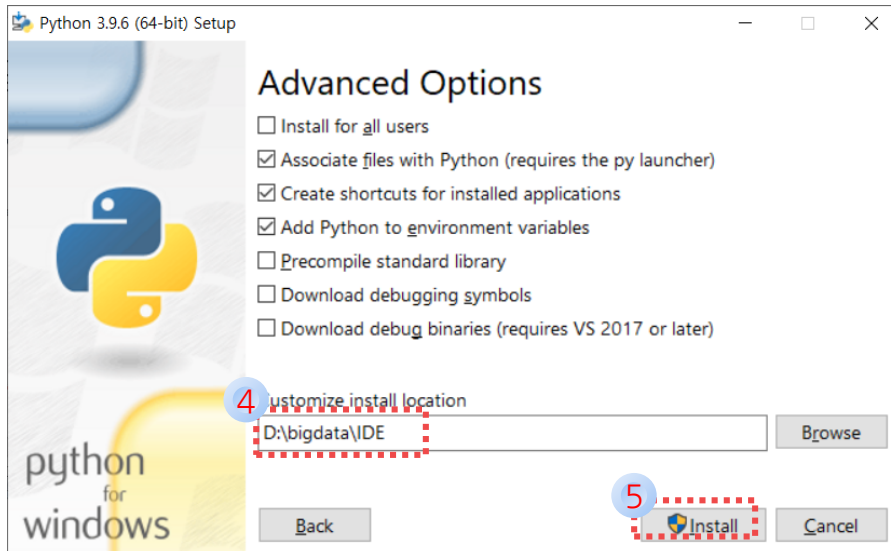 Python 3.9.6 (64-bit) Setup
Advanced Options
Install for all users
Associate files with Python (requires the py launcher)
Create shortcuts for installed applications
Add Python to environment variables
Precompile standard library
Download debugging symbols
Download debug binaries (requires VS 2017 or later)
4
Customize install location
D:\bigdata\IDE
Browse
python
for
windows
5
Back
Install
Cancel